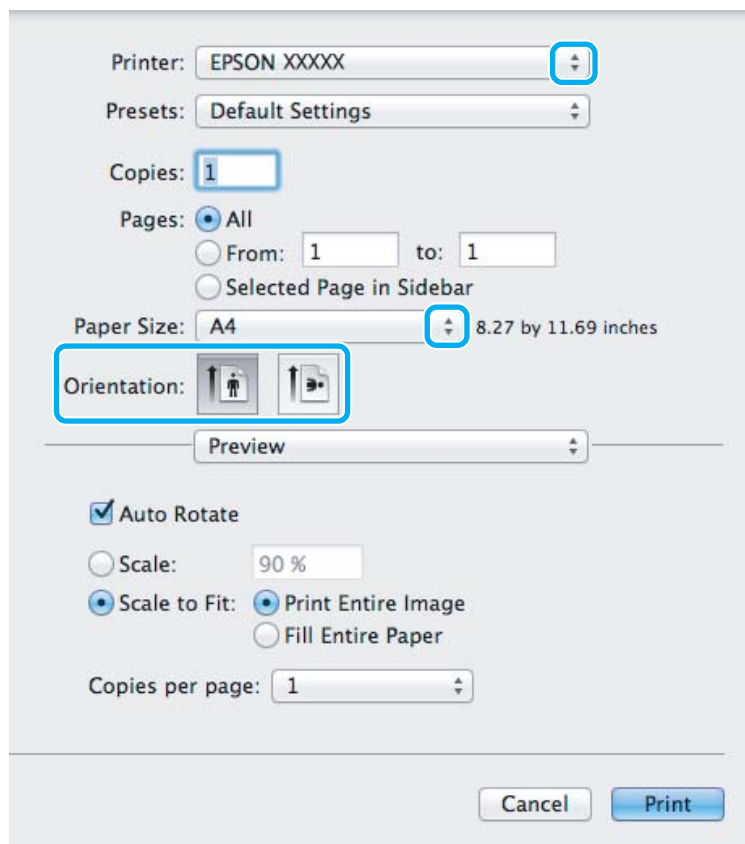 Printer: EPSON XXXXX
Presets: Default Settings
Copies: 1
Pages: All
From: 1 to: 1
Selected Page in Sidebar
Paper Size: A4 8.27 by 11.69 inches
Orientation:
Preview
Auto Rotate
Scale: 90 %
Scale to Fit: Print Entire Image
Fill Entire Paper
Copies per page: 1
Cancel Print